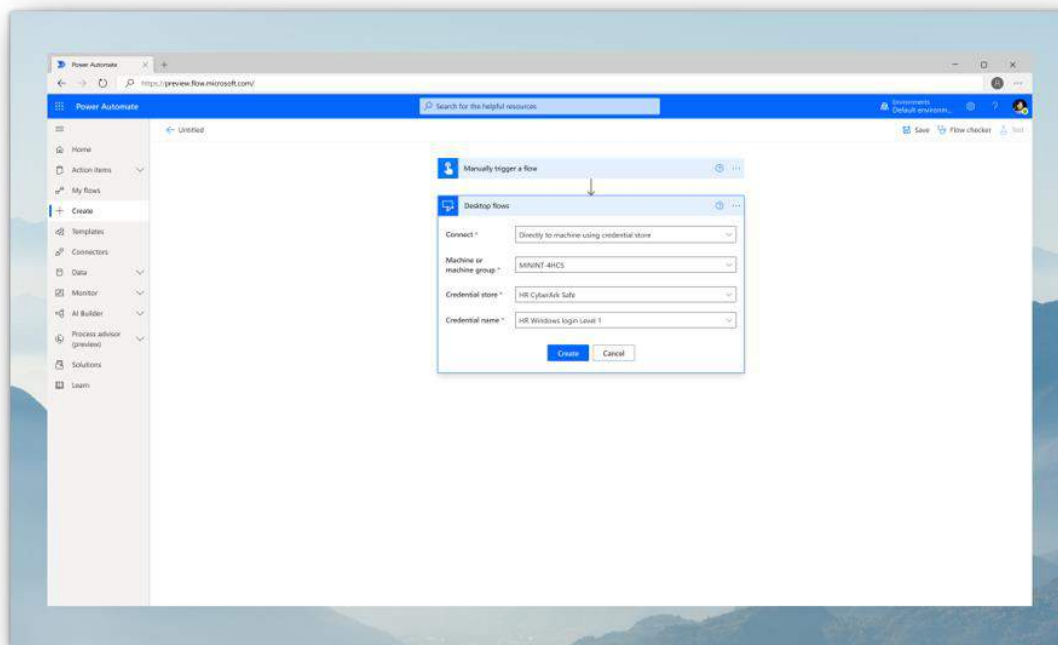 Power Automate
https://preview.flow.microsoft.com/
Power Automate
Search for the helpful resources
Environments
Default environm...
Untitled
Save
Flow checker
Test
Home
Action items
My flows
Create
Templates
Connectors
Data
Monitor
AI Builder
Process advisor
(preview)
Solutions
Learn
Manually trigger a flow
Desktop flows
Connect *
Directly to machine using credential store
Machine or
machine group *
MININT-4HCS
Credential store *
HR CyberArk Safe
Credential name *
HR Windows login Level 1
Create
Cancel